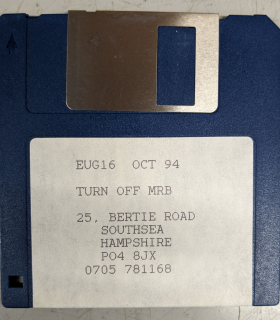 EUG16 OCT 94
TURN OFF MRB
25, BERTIE ROAD
SOUTHSEA
HAMPSHIRE
PO4 8JX
0705 781168